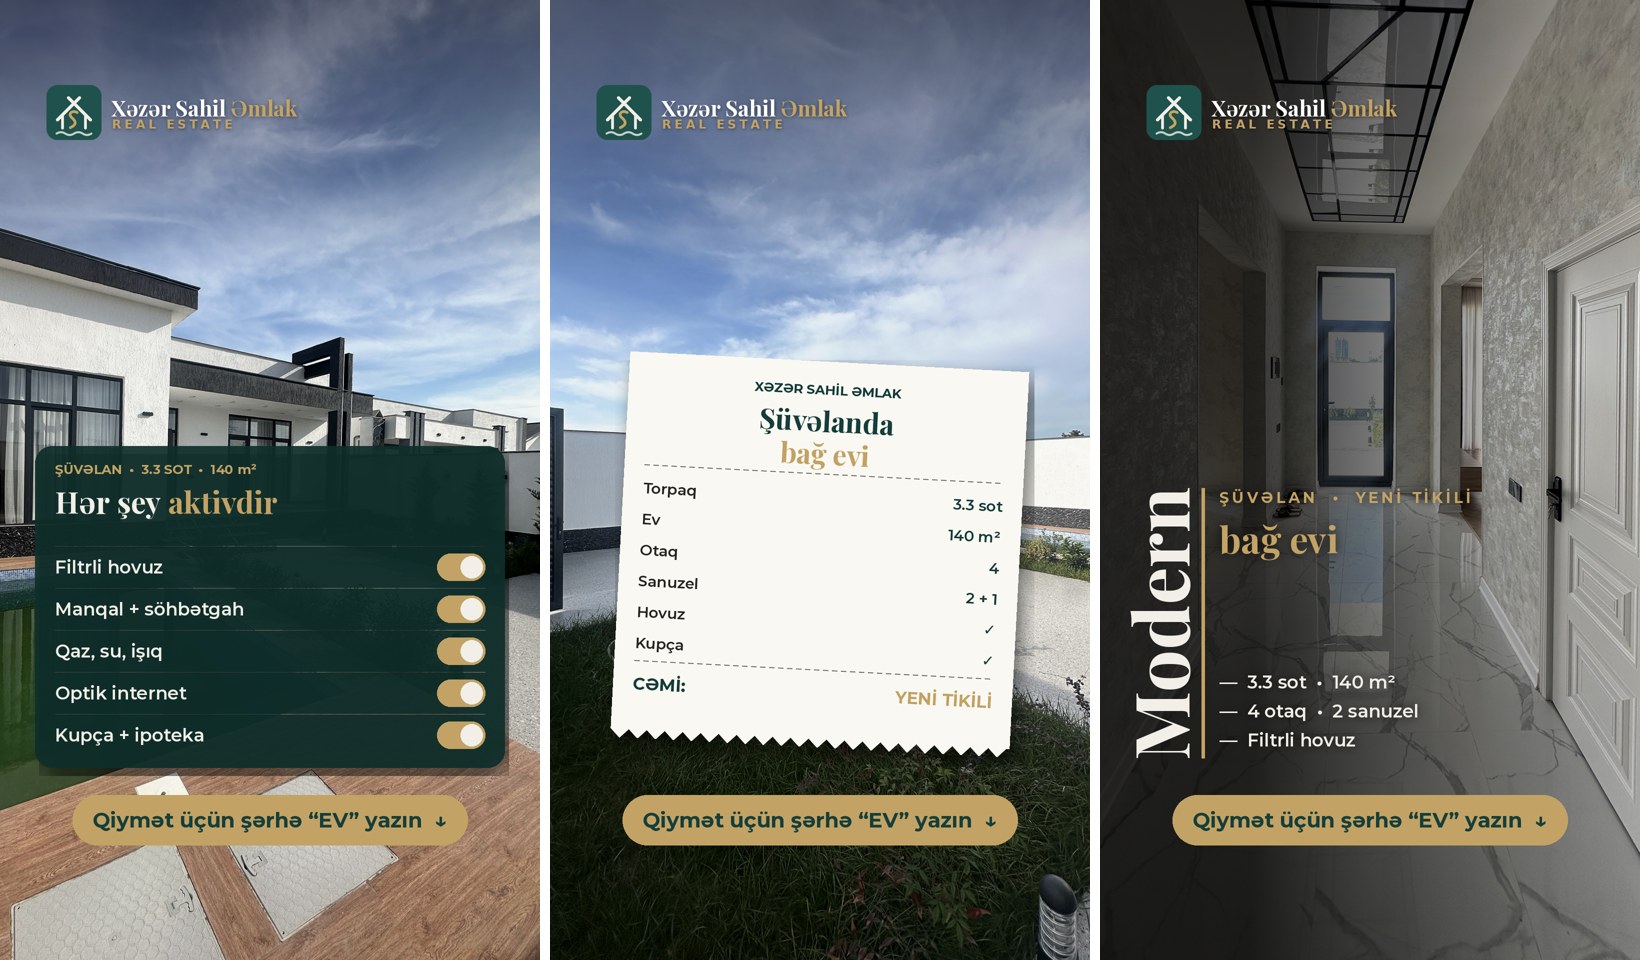 Xəzər Sahil Əmlak
REAL ESTATE
ŞÜVƏLAN • 3.3 SOT • 140 m²
Hər şey aktivdir
Filtrli hovuz
Manqal + söhbətgah
Qaz, su, işıq
Optik internet
Kupça + ipoteka
Qiymət üçün şərhə “EV” yazın ↓
Xəzər Sahil Əmlak
REAL ESTATE
XƏZƏR SAHİL ƏMLAK
Şüvəlanda
bağ evi
Torpaq 3.3 sot
Ev 140 m²
Otaq 4
Sanuzel 2 + 1
Hovuz ✓
Kupça ✓
CƏMİ: YENİ TİKİLİ
Qiymət üçün şərhə “EV” yazın ↓
Xəzər Sahil Əmlak
REAL ESTATE
Modern
ŞÜVƏLAN • YENİ TİKİLİ
bağ evi
— 3.3 sot • 140 m²
— 4 otaq • 2 sanuzel
— Filtrli hovuz
Qiymət üçün şərhə “EV” yazın ↓